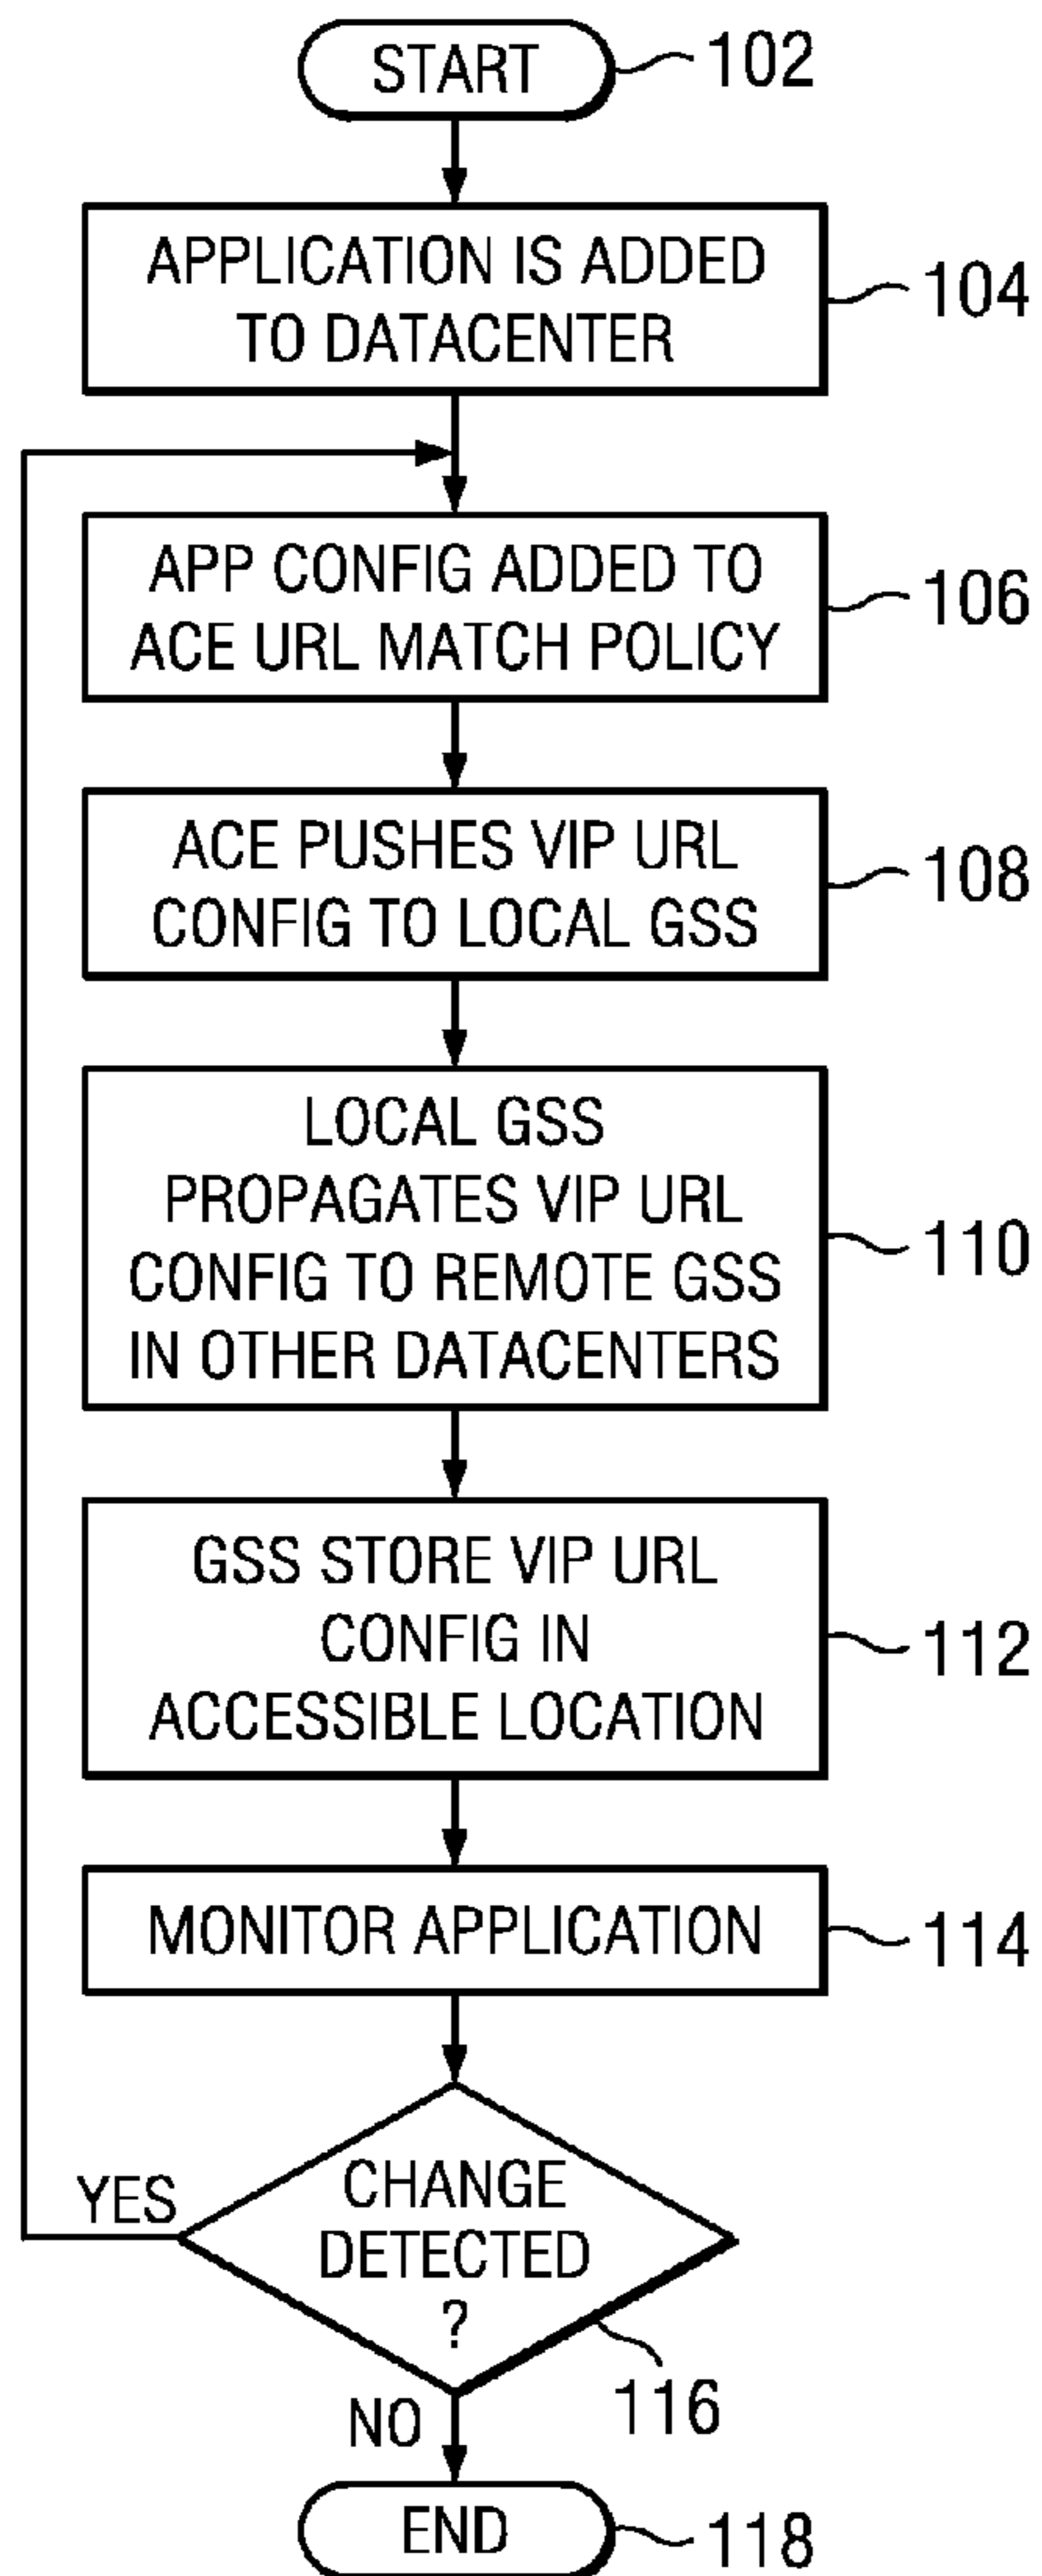 START
102
APPLICATION IS ADDED
TO DATACENTER
104
APP CONFIG ADDED TO
ACE URL MATCH POLICY
106
ACE PUSHES VIP URL
CONFIG TO LOCAL GSS
108
LOCAL GSS
PROPAGATES VIP URL
CONFIG TO REMOTE GSS
IN OTHER DATACENTERS
110
GSS STORE VIP URL
CONFIG IN
ACCESSIBLE LOCATION
112
MONITOR APPLICATION
114
YES
CHANGE
DETECTED
?
116
NO
END
118